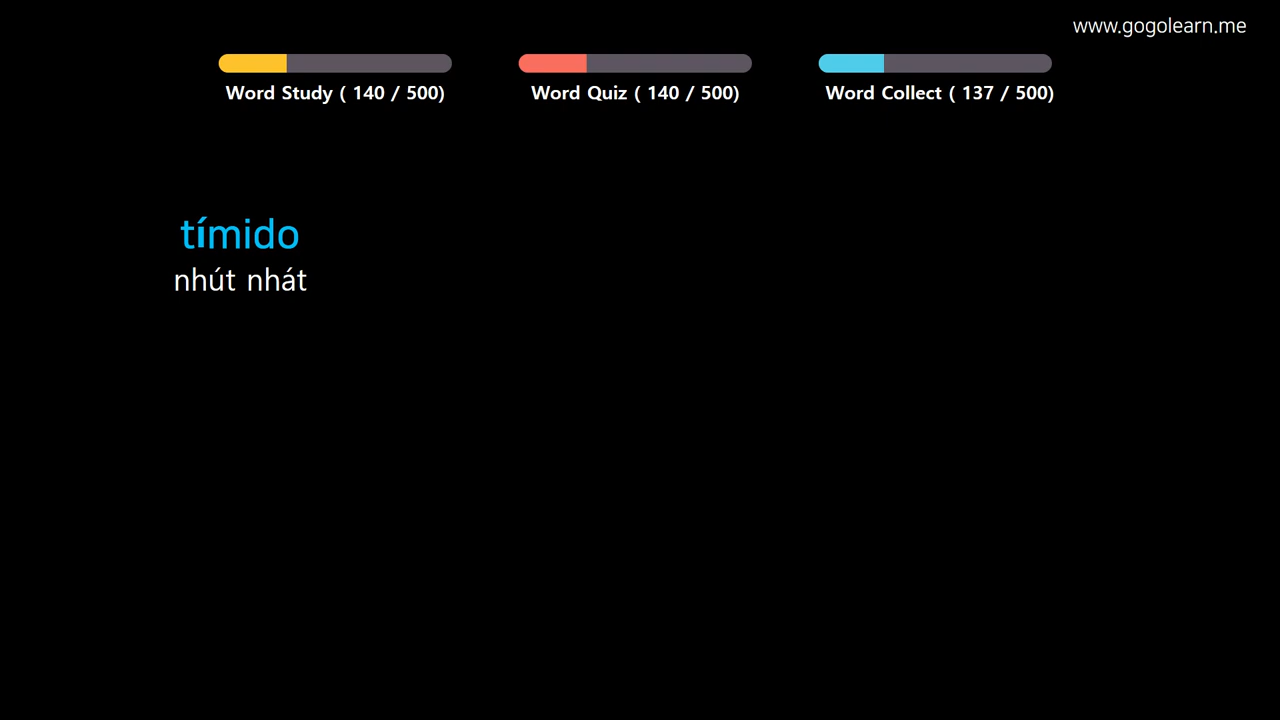 www.gogolearn.me
Word Study ( 140 / 500)
Word Quiz ( 140 / 500)
Word Collect ( 137 / 500)
tímido
nhút nhát